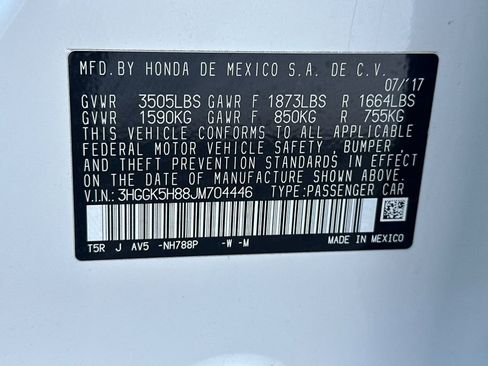 MFD.BY HONDA DE MEXICO S.A. DE C.V.
07/'17
GVWR 3505LBS GAWR F 1873LBS R 1664LBS
GVWR 1590KG GAWR F 850KG R 755KG
THIS VEHICLE CONFORMS TO ALL APPLICABLE
FEDERAL MOTOR VEHICLE SAFETY, BUMPER,
AND THEFT PREVENTION STANDARDS IN EFFECT
ON THE DATE OF MANUFACTURE SHOWN ABOVE.
V.I.N: 3HGGK5H88JM704446 TYPE:PASSENGER CAR
T5R J AV5 -NH788P -W -M MADE IN MEXICO